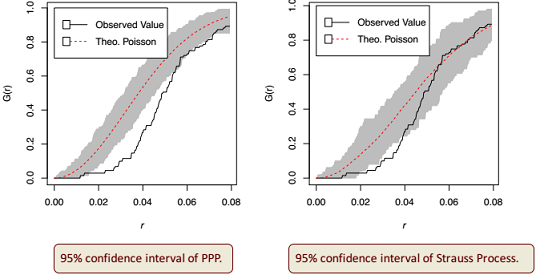 Observed Value
Theo. Poisson
G(r)
0.0 0.2 0.4 0.6 0.8 1.0
0.00 0.02 0.04 0.06 0.08
r
95% confidence interval of PPP.
Observed Value
Theo. Poisson
G(r)
0.0 0.2 0.4 0.6 0.8 1.0
0.00 0.02 0.04 0.06 0.08
r
95% confidence interval of Strauss Process.